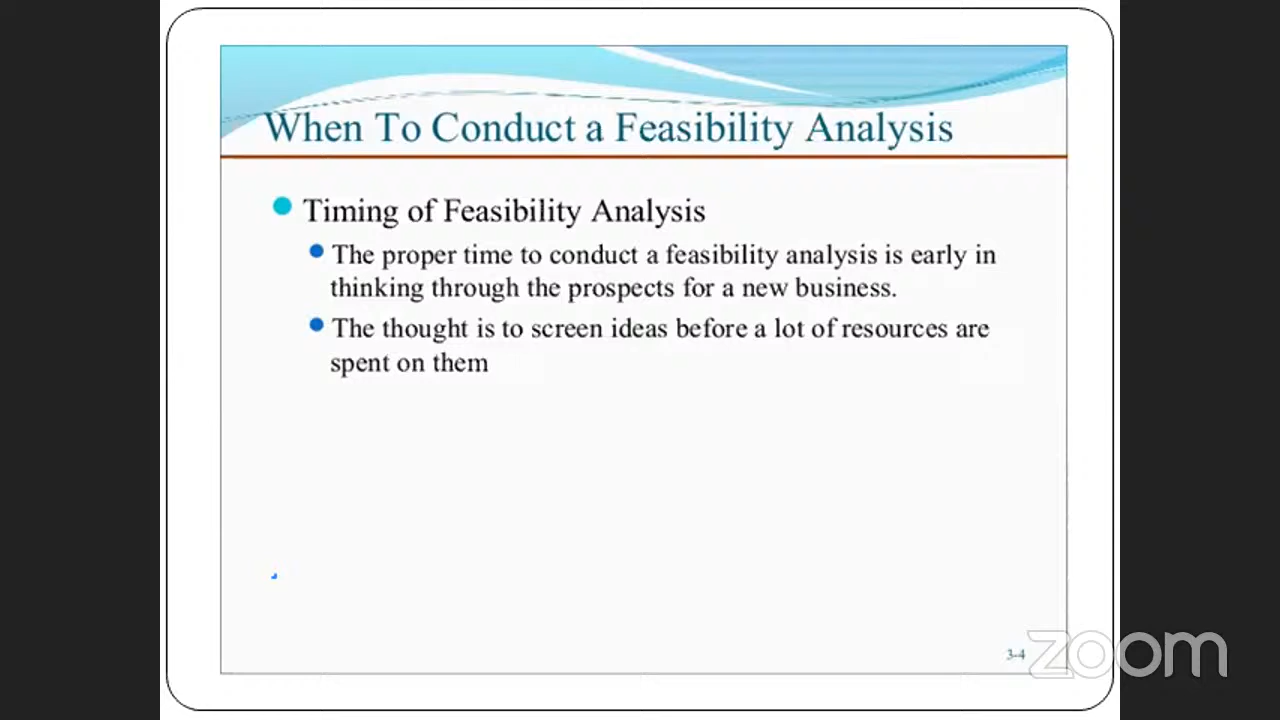 When To Conduct a Feasibility Analysis
Timing of Feasibility Analysis
The proper time to conduct a feasibility analysis is early in
thinking through the prospects for a new business.
The thought is to screen ideas before a lot of resources are
spent on them
3-4
zoom